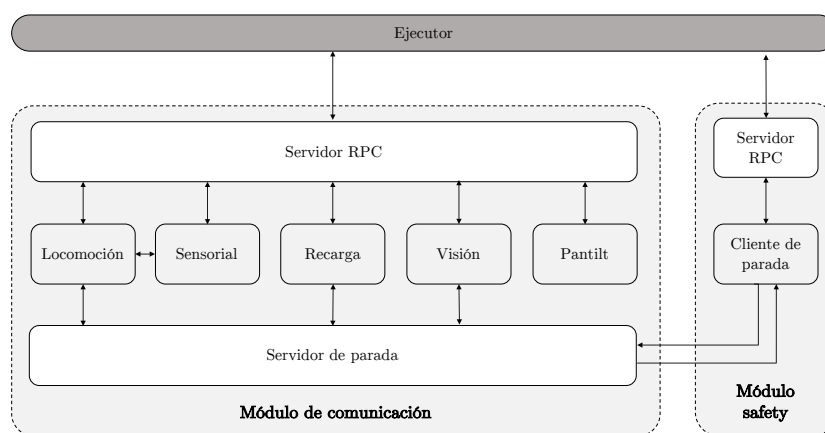 Ejecutor
Servidor RPC
Servidor
RPC
Locomoción
Sensorial
Recarga
Visión
Pantilt
Cliente de
parada
Servidor de parada
Módulo de comunicación
Módulo
safety